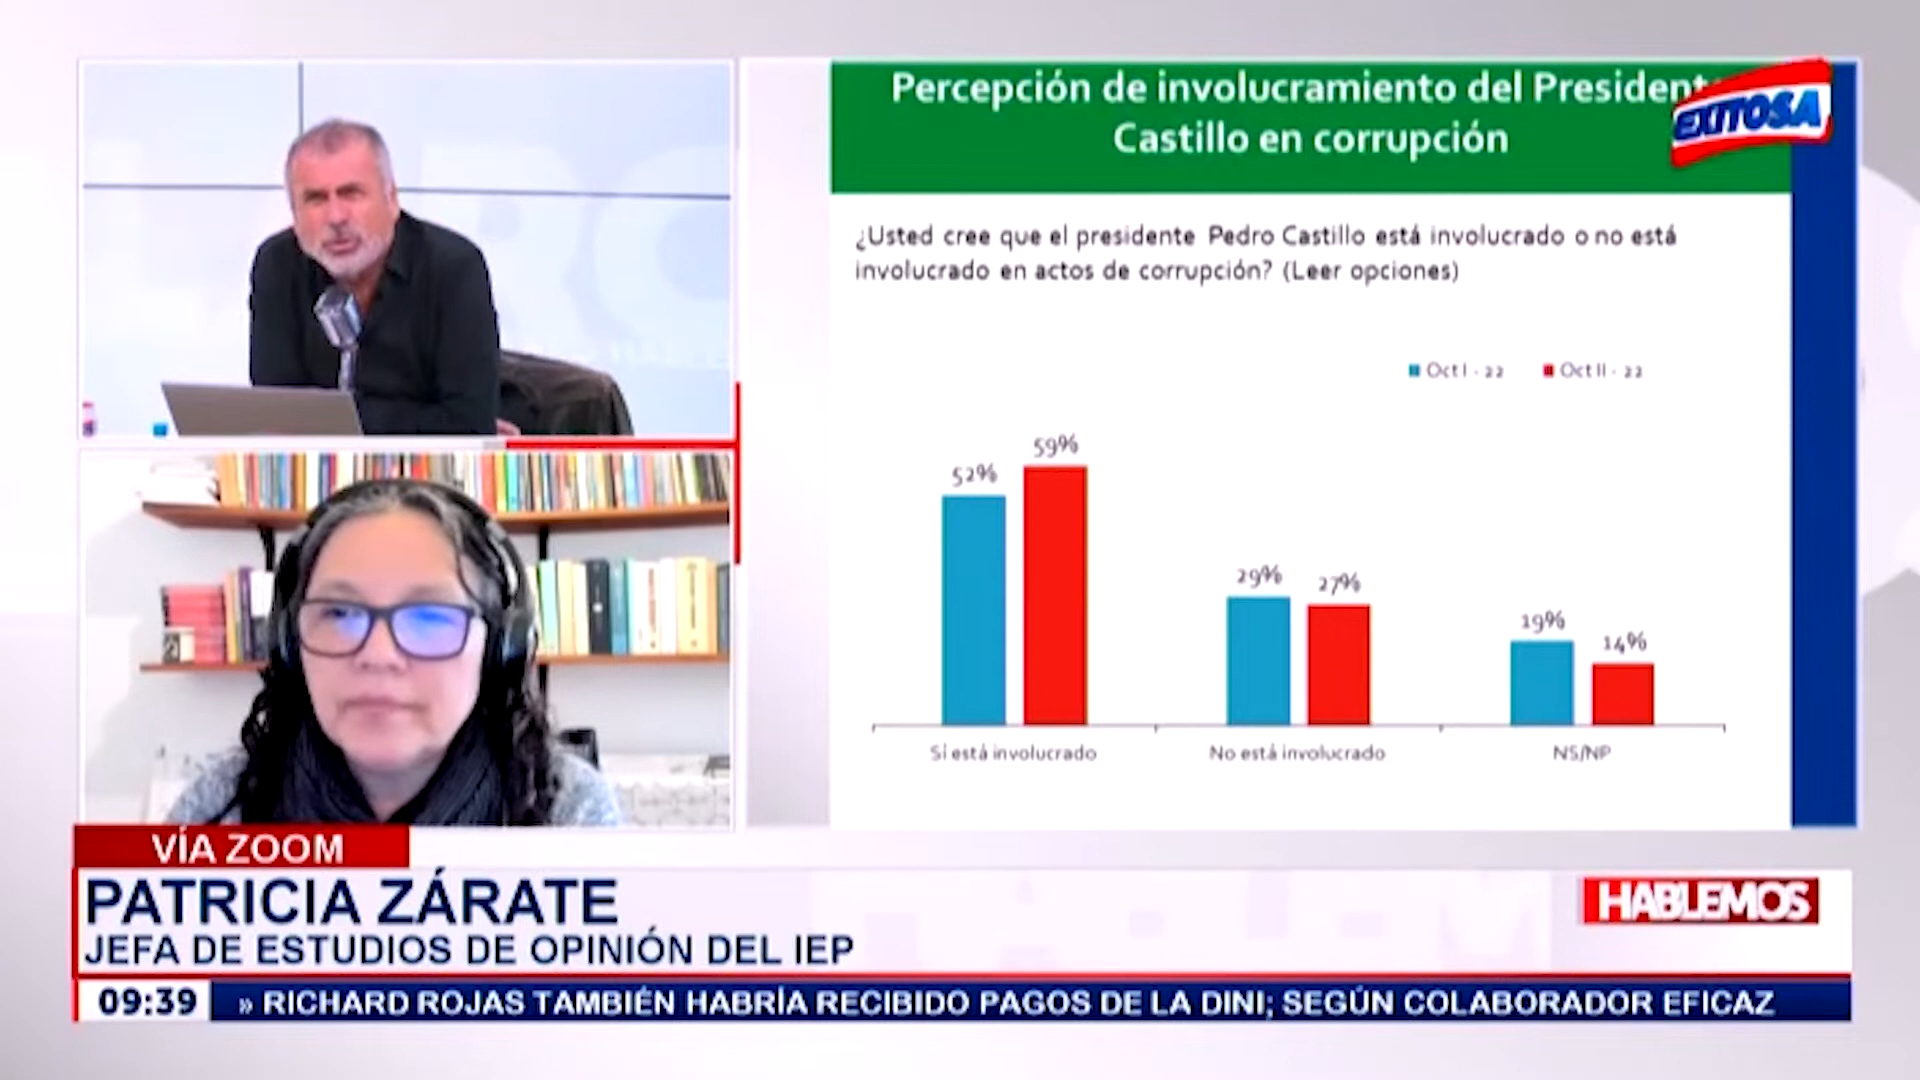 Percepción de involucramiento del President
Castillo en corrupción
EXITOSA
¿Usted cree que el presidente Pedro Castillo está involucrado o no está
involucrado en actos de corrupción? (Leer opciones)
Oct I - 22
Oct II - 22
59%
52%
29%
27%
19%
14%
Sí está involucrado
No está involucrado
NS/NP
VÍA ZOOM
PATRICIA ZÁRATE
JEFA DE ESTUDIOS DE OPINIÓN DEL IEP
HABLEMOS
09:39
» RICHARD ROJAS TAMBIÉN HABRÍA RECIBIDO PAGOS DE LA DINI; SEGÚN COLABORADOR EFICAZ